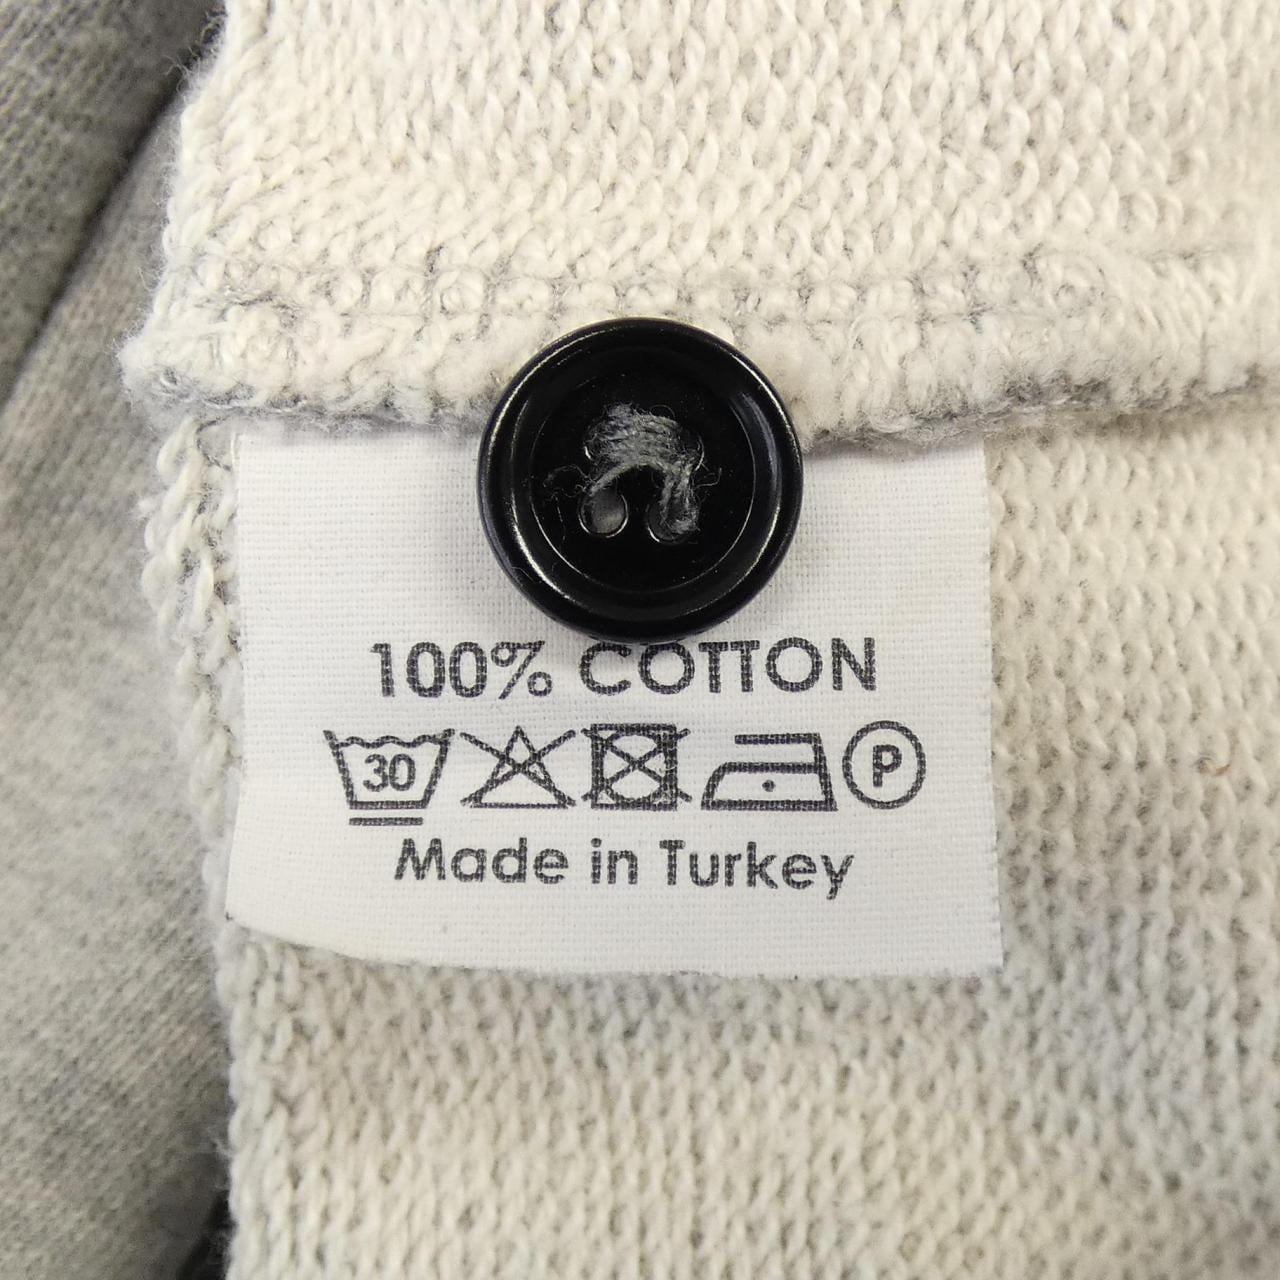 100% COTTON
30 P
Made in Turkey